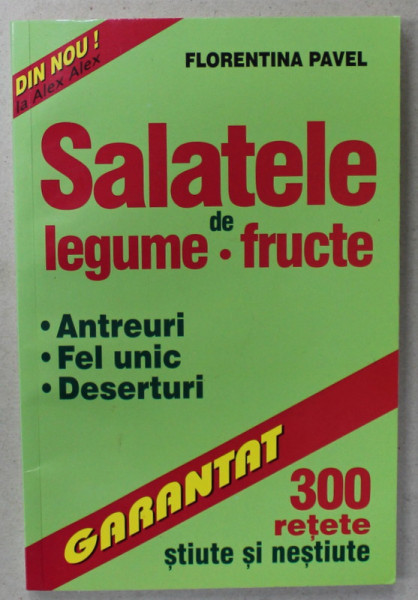 DIN NOU !
la Alex Alex
FLORENTINA PAVEL
Salatele
de
legume • fructe
• Antreuri
• Fel unic
• Deserturi
GARANTAT
300
rețete
știute și neștiute